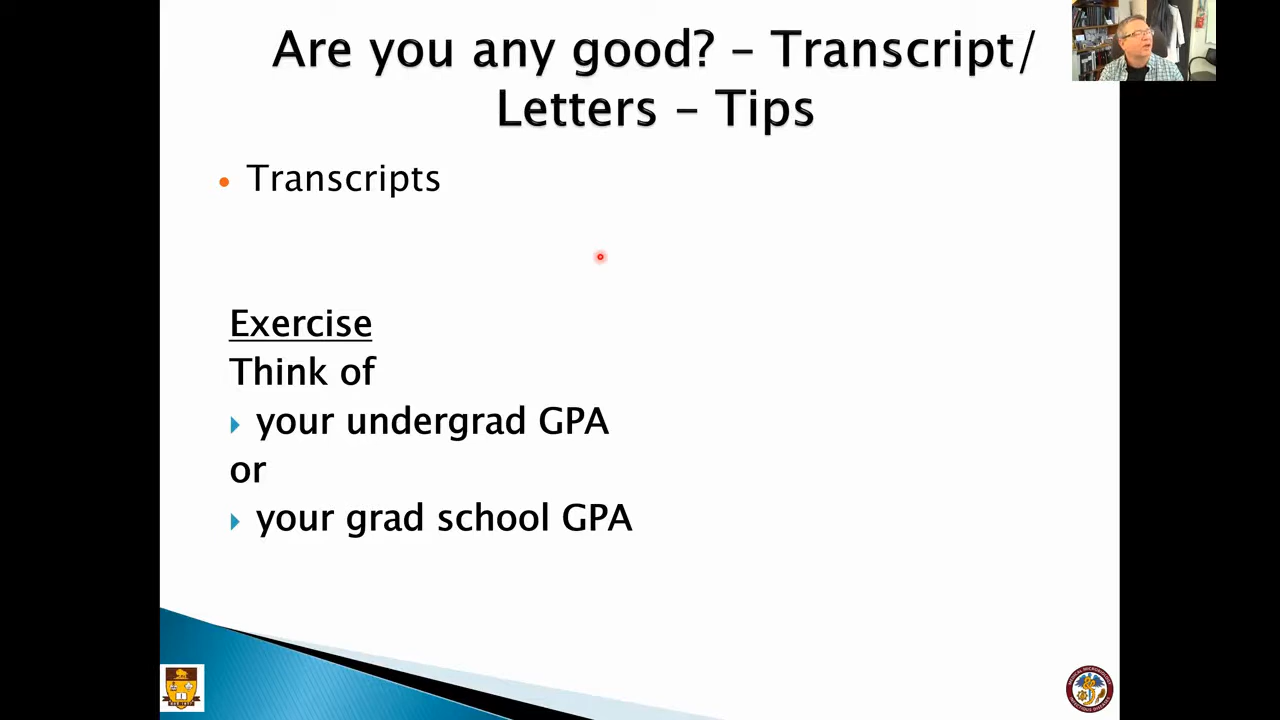 Are you any good? – Transcript/
Letters – Tips
Transcripts
Exercise
Think of
your undergrad GPA
or
your grad school GPA